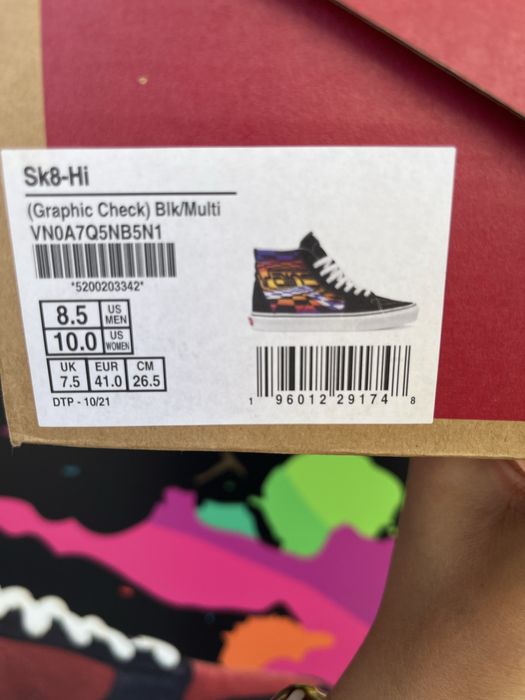 Sk8-Hi
(Graphic Check) Blk/Multi
VN0A7Q5NB5N1
*5200203342*
8.5 US MEN
10.0 US WOMEN
UK EUR CM
7.5 41.0 26.5
DTP - 10/21
1 96012 29174 8